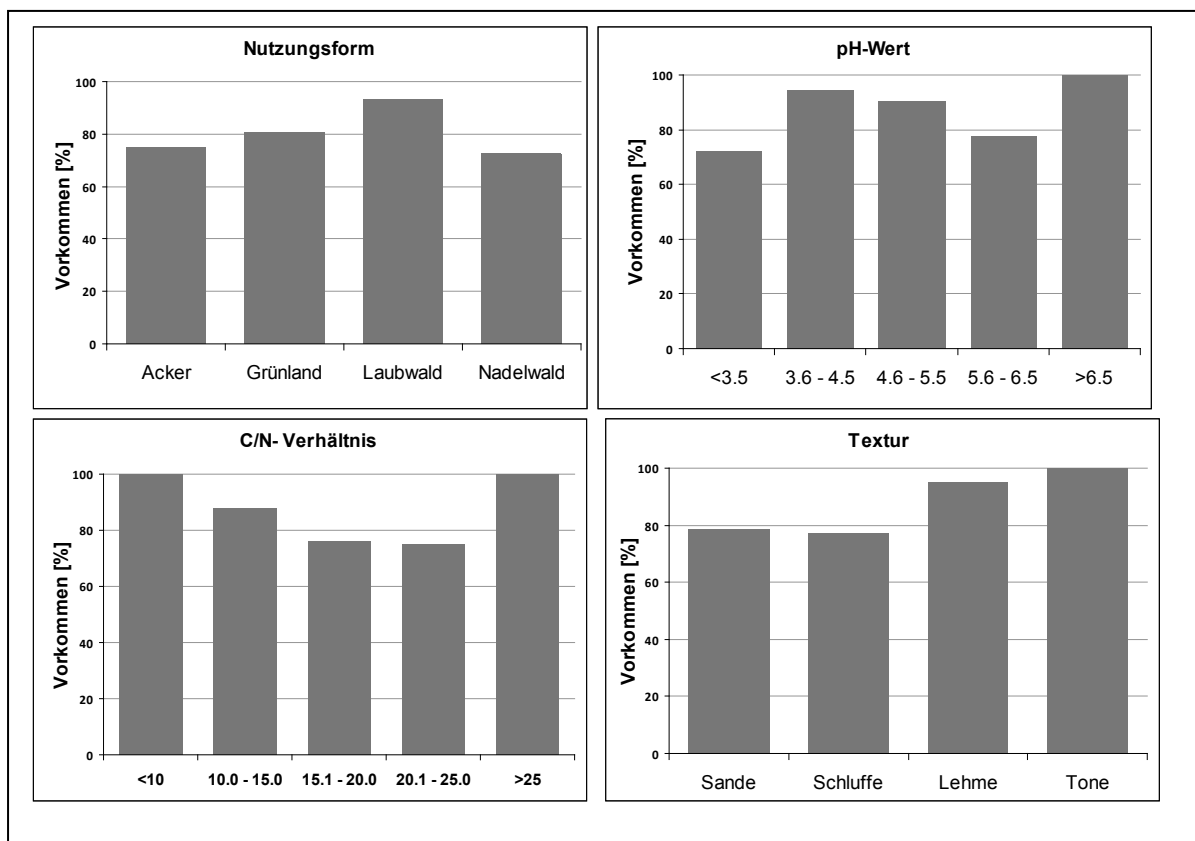 Nutzungsform
Vorkommen [%]
100
80
60
40
20
0
Acker Grünland Laubwald Nadelwald
pH-Wert
Vorkommen [%]
100
80
60
40
20
0
<3.5 3.6 - 4.5 4.6 - 5.5 5.6 - 6.5 >6.5
C/N- Verhältnis
Vorkommen [%]
100
80
60
40
20
0
<10 10.0 - 15.0 15.1 - 20.0 20.1 - 25.0 >25
Textur
Vorkommen [%]
100
80
60
40
20
0
Sande Schluffe Lehme Tone